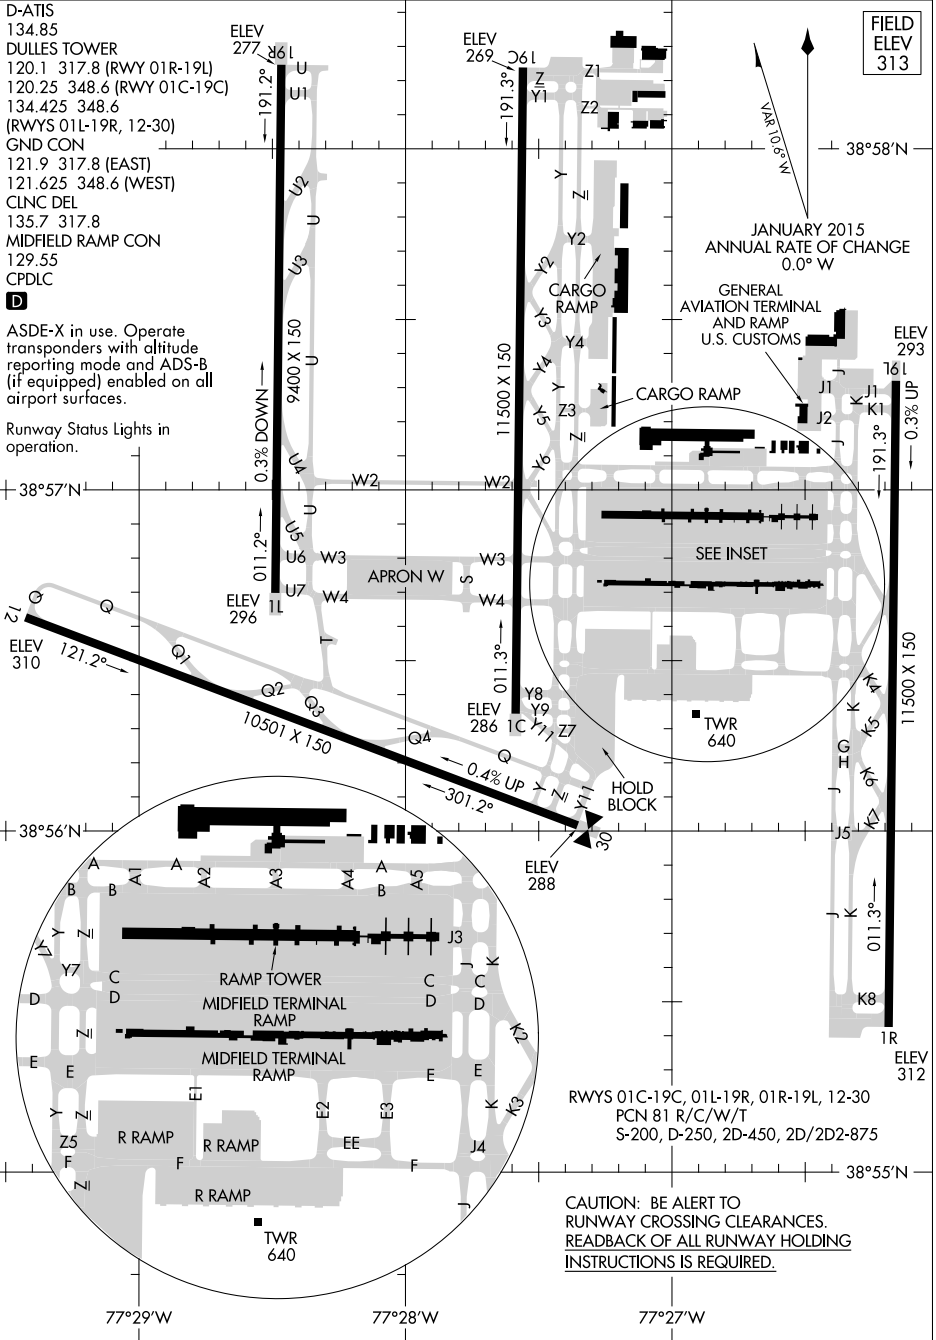 D-ATIS
134.85
DULLES TOWER
120.1 317.8 (RWY 01R-19L)
120.25 348.6 (RWY 01C-19C)
134.425 348.6
(RWYS 01L-19R, 12-30)
GND CON
121.9 317.8 (EAST)
121.625 348.6 (WEST)
CLNC DEL
135.7 317.8
MIDFIELD RAMP CON
129.55
CPDLC
D
ASDE-X in use. Operate
transponders with altitude
reporting mode and ADS-B
(if equipped) enabled on all
airport surfaces.
Runway Status Lights in
operation.
ELEV
277
19R
U
U1
191.2°
U2
U
U3
U
9400 X 150
0.3% DOWN
U4
U
U5
011.2°
U6
U7
ELEV
296
1L
W2
W2
W3
W3
W4
W4
APRON W
S
T
ELEV
269
19C
191.3°
Z
Y1
Z1
Z2
Y
Z
Y2
Y2
CARGO
RAMP
Y3
Y4
Y4
Y
Z3
Y5
Z
Y6
11500 X 150
CARGO RAMP
011.3°
ELEV
286
1C
Y8
Y9
Y11
Z7
FIELD
ELEV
313
VAR 10.6° W
38°58'N
JANUARY 2015
ANNUAL RATE OF CHANGE
0.0° W
GENERAL
AVIATION TERMINAL
AND RAMP
U.S. CUSTOMS
ELEV
293
19L
J
J1
J1
K
K1
J2
J
191.3°
0.3% UP
38°57'N
SEE INSET
11500 X 150
K4
K
K5
G
H
K6
J
K7
J5
J
K
011.3°
K8
1R
ELEV
312
TWR
640
12
ELEV
310
Q
Q
121.2°
Q1
Q2
Q3
10501 X 150
Q4
Q
0.4% UP
301.2°
Y
Z
Y11
HOLD
BLOCK
30
ELEV
288
38°56'N
A
A
A
A1
A2
A3
A4
A5
B
B
B
Y
Z
Y7
Y7
J3
RAMP TOWER
C
C
C
D
D
D
D
J
K
MIDFIELD TERMINAL
RAMP
Z
K2
MIDFIELD TERMINAL
RAMP
E
E
E
E
E1
E2
E3
K
K3
Y
Z
Z5
R RAMP
R RAMP
EE
J4
F
F
F
Z
R RAMP
J
TWR
640
RWYS 01C-19C, 01L-19R, 01R-19L, 12-30
PCN 81 R/C/W/T
S-200, D-250, 2D-450, 2D/2D2-875
38°55'N
CAUTION: BE ALERT TO
RUNWAY CROSSING CLEARANCES.
READBACK OF ALL RUNWAY HOLDING
INSTRUCTIONS IS REQUIRED.
77°29'W
77°28'W
77°27'W